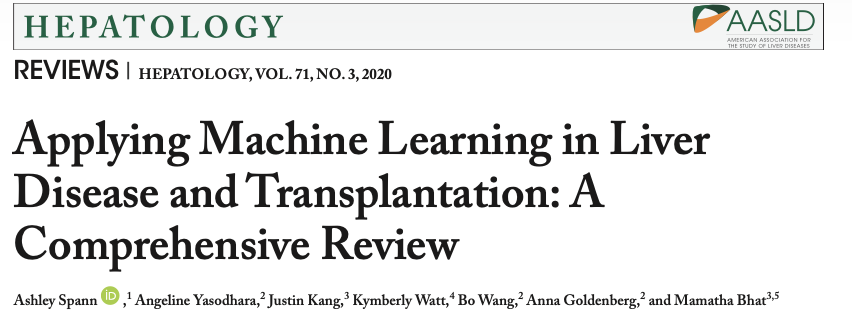 HEPATOLOGY
AASLD
AMERICAN ASSOCIATION FOR
THE STUDY OF LIVER DISEASES
REVIEWS | HEPATOLOGY, VOL. 71, NO. 3, 2020
Applying Machine Learning in Liver
Disease and Transplantation: A
Comprehensive Review
Ashley Spann iD ,1 Angeline Yasodhara,2 Justin Kang,3 Kymberly Watt,4 Bo Wang,2 Anna Goldenberg,2 and Mamatha Bhat3,5